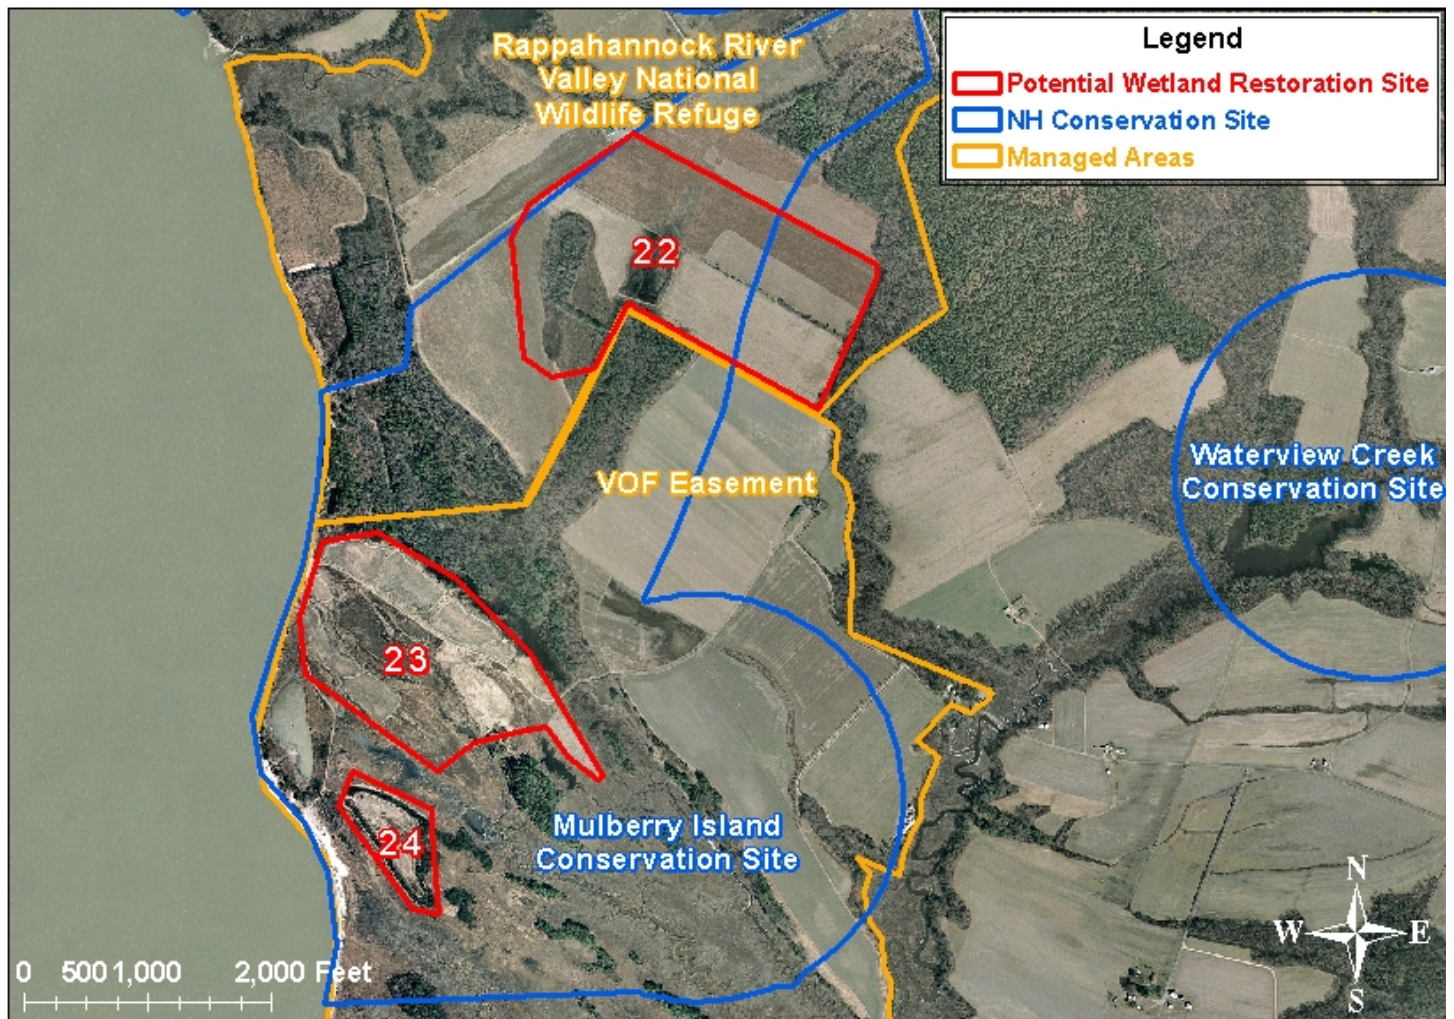 Rappahannock River
Valley National
Wildlife Refuge
Legend
Potential Wetland Restoration Site
NH Conservation Site
Managed Areas
22
VOF Easement
Waterview Creek
Conservation Site
23
24
Mulberry Island
Conservation Site
N
W E
S
0 500 1,000 2,000 Feet